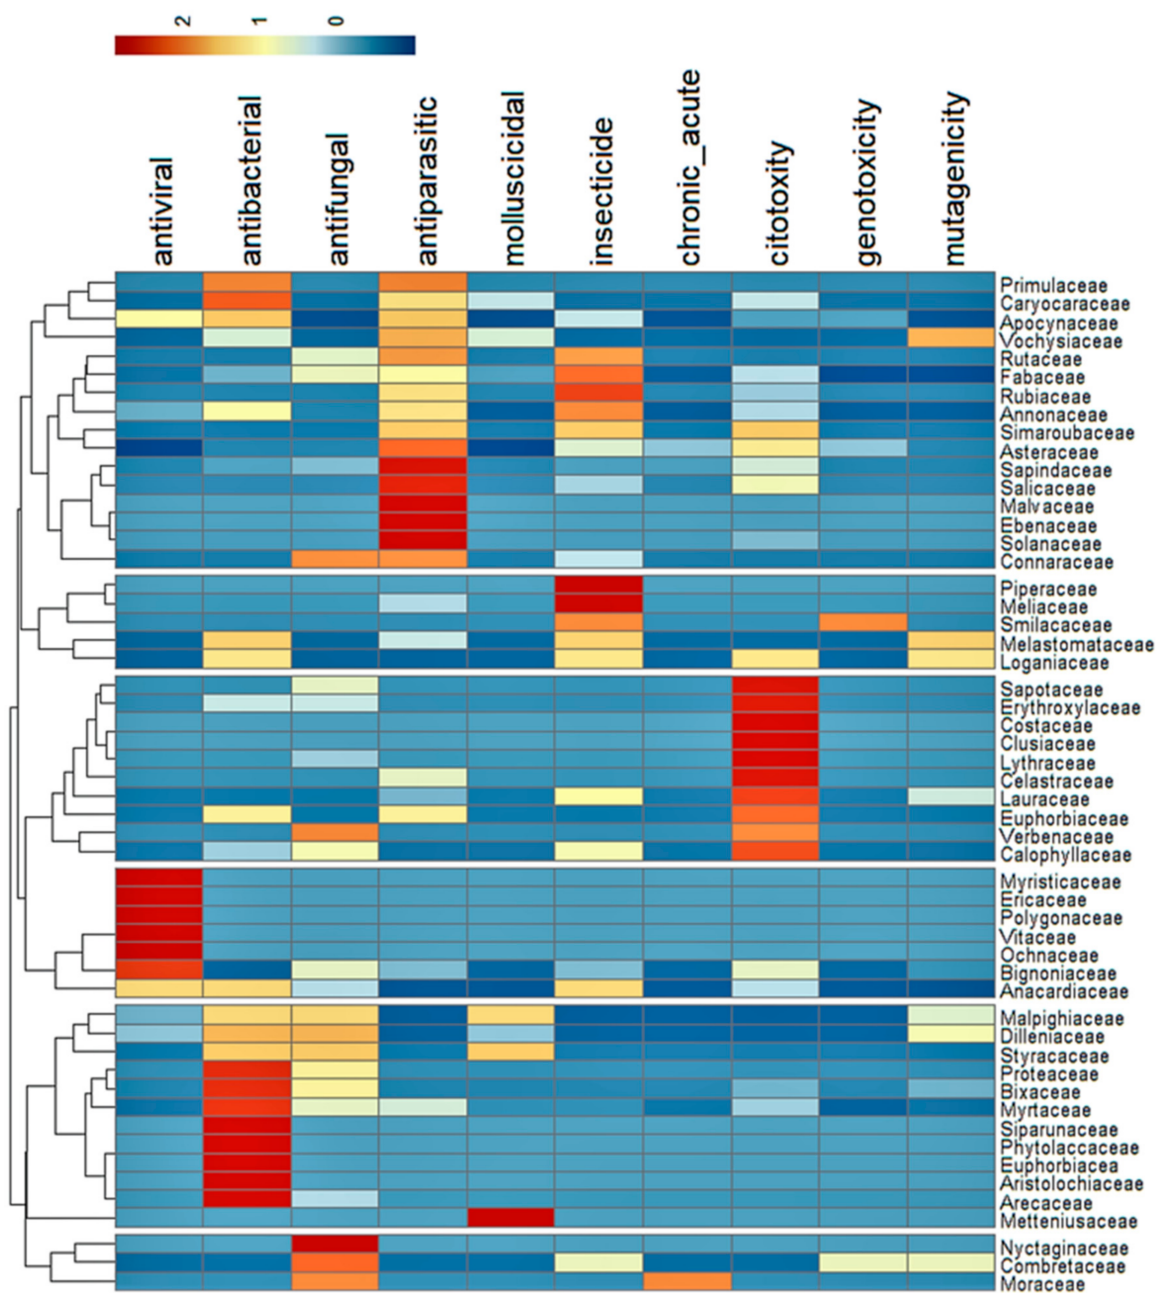 2
1
0
antiviral
antibacterial
antifungal
antiparasitic
molluscicidal
insecticide
chronic_acute
citotoxity
genotoxicity
mutagenicity
Primulaceae
Caryocaraceae
Apocynaceae
Vochysiaceae
Rutaceae
Fabaceae
Rubiaceae
Annonaceae
Simaroubaceae
Asteraceae
Sapindaceae
Salicaceae
Malvaceae
Ebenaceae
Solanaceae
Connaraceae
Piperaceae
Meliaceae
Smilacaceae
Melastomataceae
Loganiaceae
Sapotaceae
Erythroxylaceae
Costaceae
Clusiaceae
Lythraceae
Celastraceae
Lauraceae
Euphorbiaceae
Verbenaceae
Calophyllaceae
Myristicaceae
Ericaceae
Polygonaceae
Vitaceae
Ochnaceae
Bignoniaceae
Anacardiaceae
Malpighiaceae
Dilleniaceae
Styracaceae
Proteaceae
Bixaceae
Myrtaceae
Siparunaceae
Phytolaccaceae
Euphorbiacea
Aristolochiaceae
Arecaceae
Metteniusaceae
Nyctaginaceae
Combretaceae
Moraceae